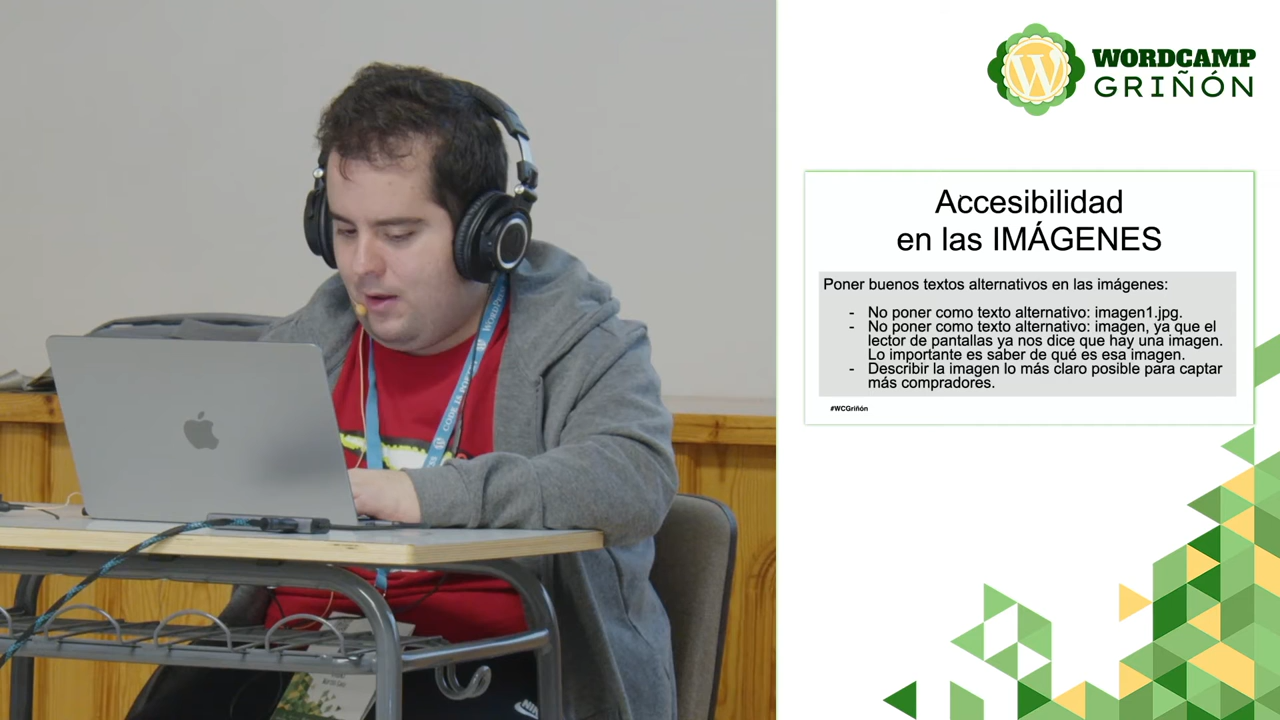 WORDCAMP
GRIÑÓN
Accesibilidad
en las IMÁGENES
Poner buenos textos alternativos en las imágenes:
- No poner como texto alternativo: imagen1.jpg.
- No poner como texto alternativo: imagen, ya que el
lector de pantallas ya nos dice que hay una imagen.
Lo importante es saber de qué es esa imagen.
- Describir la imagen lo más claro posible para captar
más compradores.
#WCGriñón
WORDPRESS
CODE IS